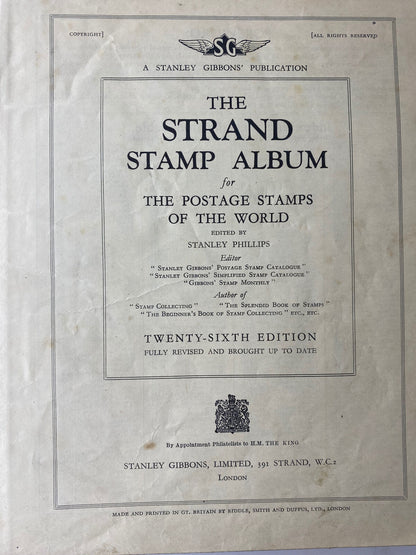 COPYRIGHT]
[ALL RIGHTS RESERVED
SG
A STANLEY GIBBONS' PUBLICATION
THE
STRAND
STAMP ALBUM
for
THE POSTAGE STAMPS
OF THE WORLD
EDITED BY
STANLEY PHILLIPS
Editor
"STANLEY GIBBONS' POSTAGE STAMP CATALOGUE"
"STANLEY GIBBONS' SIMPLIFIED STAMP CATALOGUE"
"GIBBONS' STAMP MONTHLY"
Author of
"STAMP COLLECTING" "THE SPLENDID BOOK OF STAMPS"
"THE BEGINNER'S BOOK OF STAMP COLLECTING" ETC., ETC.
TWENTY-SIXTH EDITION
FULLY REVISED AND BROUGHT UP TO DATE
By Appointment Philatelists to H.M. THE KING
STANLEY GIBBONS, LIMITED, 391 STRAND, W.C.2
LONDON
MADE AND PRINTED IN GT. BRITAIN BY RIDDLE, SMITH AND DUFFUS, LTD., LONDON